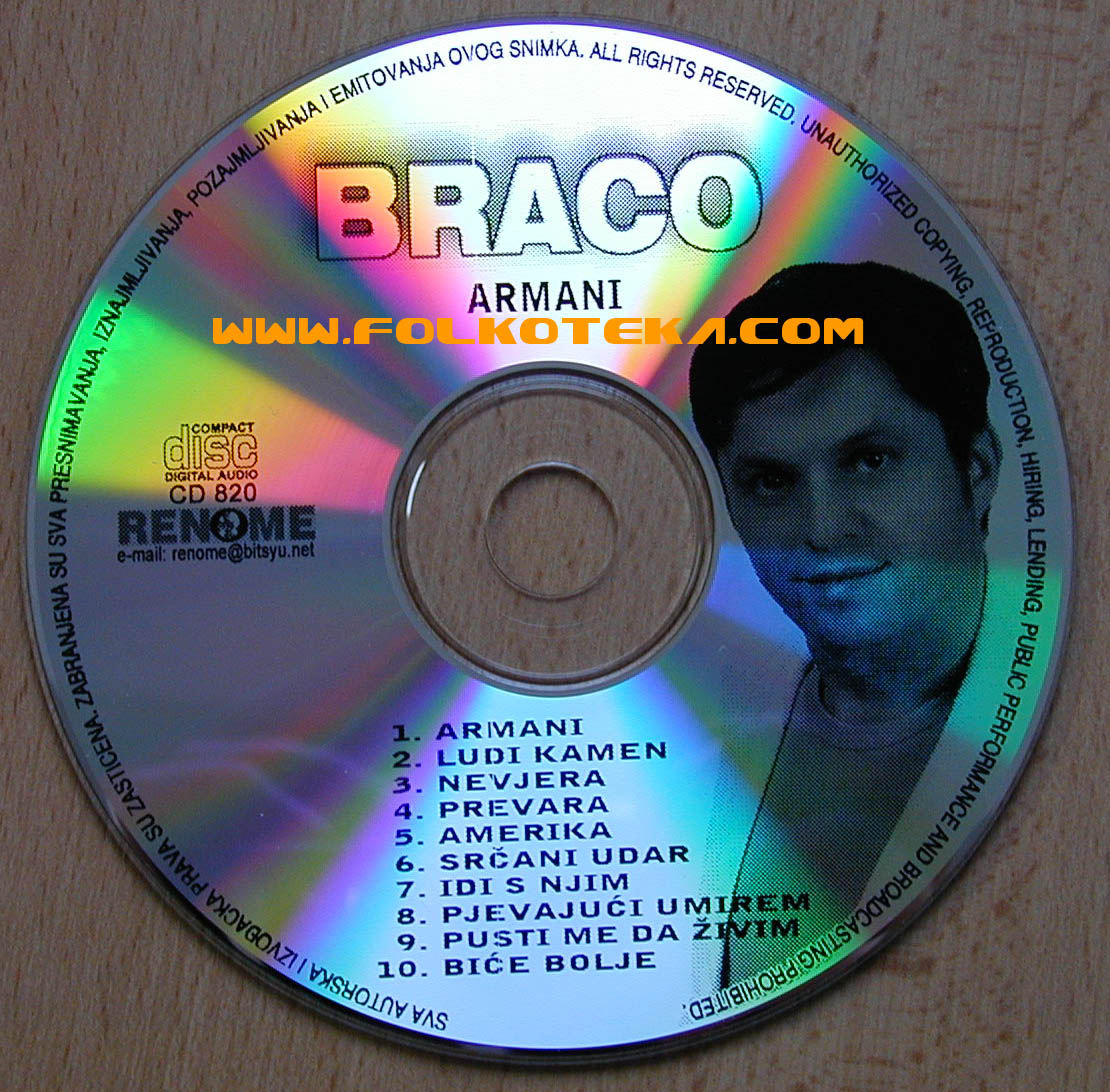 SVA AUTORSKA I IZVOĐACKA PRAVA SU ZASTICENA. ZABRANJENA SU SVA PRESNIMAVANJA, IZNAJMLJIVANJA, POZAJMLJIVANJA I EMITOVANJA OVOG SNIMKA. ALL RIGHTS RESERVED. UNAUTHORIZED COPYING, REPRODUCTION, HIRING, LENDING, PUBLIC PERFORMANCE AND BROADCASTING PROHIBITED.
BRACO
ARMANI
WWW.FOLKOTEKA.COM
COMPACT
disc
DIGITAL AUDIO
CD 820
RENOME
e-mail: renome@bitsyu.net
1. ARMANI
2. LUDI KAMEN
3. NEVJERA
4. PREVARA
5. AMERIKA
6. SRČANI UDAR
7. IDI S NJIM
8. PJEVAJUĆI UMIREM
9. PUSTI ME DA ŽIVIM
10. BIĆE BOLJE